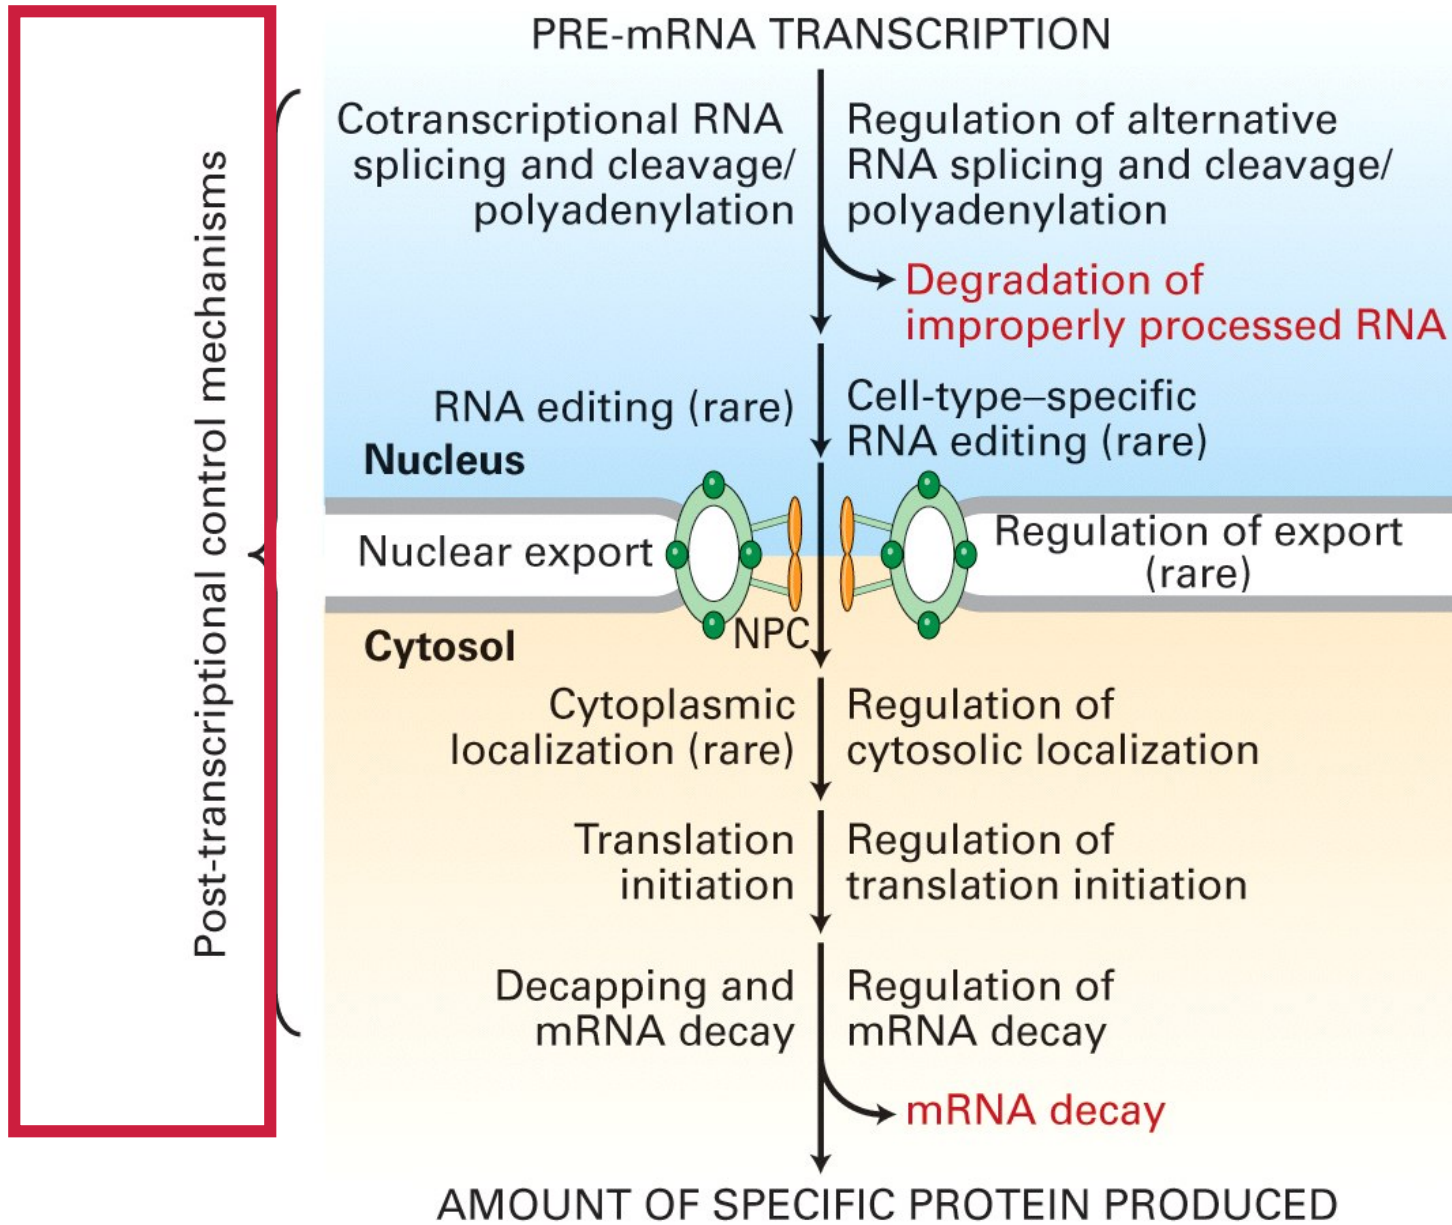 PRE-mRNA TRANSCRIPTION
Post-transcriptional control mechanisms
Cotranscriptional RNA
splicing and cleavage/
polyadenylation
Regulation of alternative
RNA splicing and cleavage/
polyadenylation
Degradation of
improperly processed RNA
RNA editing (rare)
Cell-type–specific
RNA editing (rare)
Nucleus
Nuclear export
Regulation of export
(rare)
NPC
Cytosol
Cytoplasmic
localization (rare)
Regulation of
cytosolic localization
Translation
initiation
Regulation of
translation initiation
Decapping and
mRNA decay
Regulation of
mRNA decay
mRNA decay
AMOUNT OF SPECIFIC PROTEIN PRODUCED